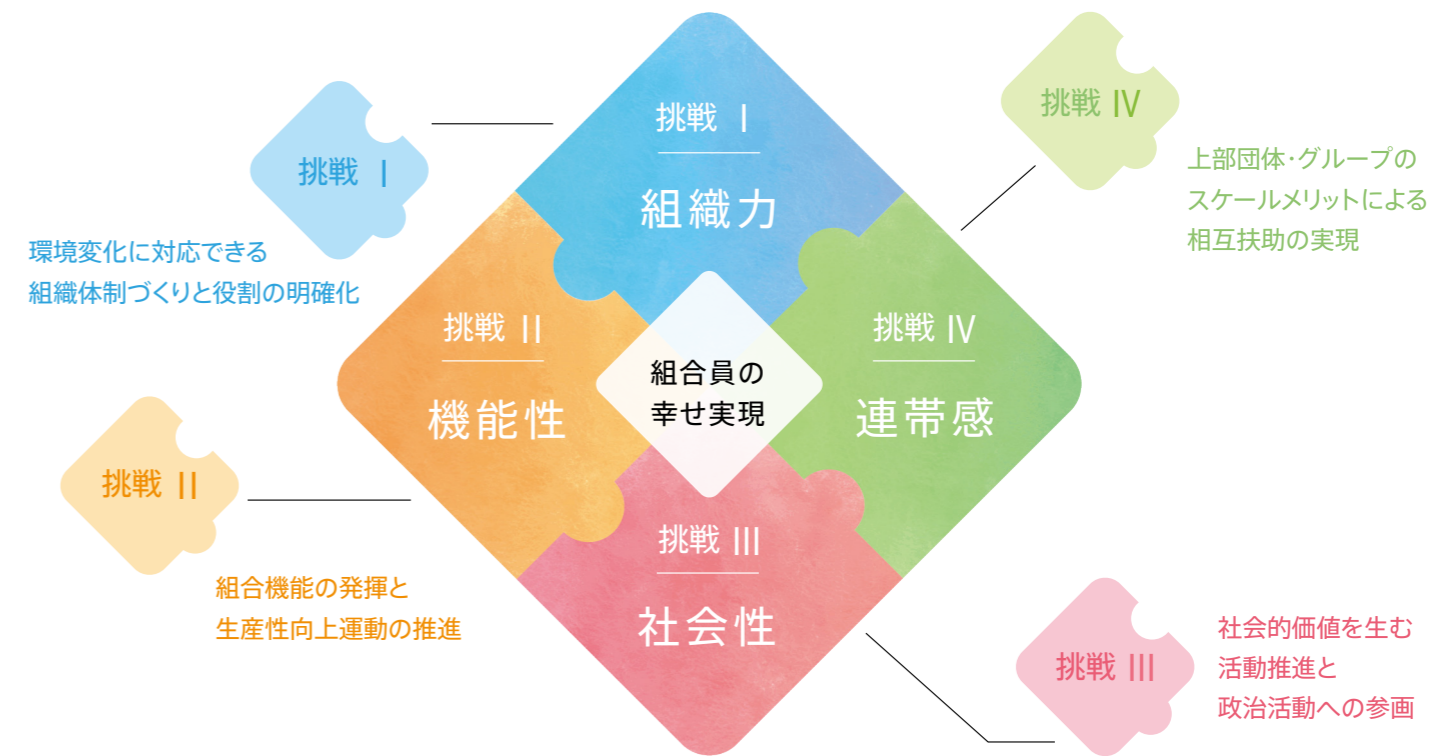 挑戦 Ⅰ
環境変化に対応できる
組織体制づくりと役割の明確化
挑戦 Ⅱ
組合機能の発揮と
生産性向上運動の推進
挑戦 Ⅰ
組織力
挑戦 Ⅱ
機能性
組合員の
幸せ実現
挑戦 Ⅳ
連帯感
挑戦 Ⅲ
社会性
挑戦 Ⅳ
上部団体・グループの
スケールメリットによる
相互扶助の実現
挑戦 Ⅲ
社会的価値を生む
活動推進と
政治活動への参画